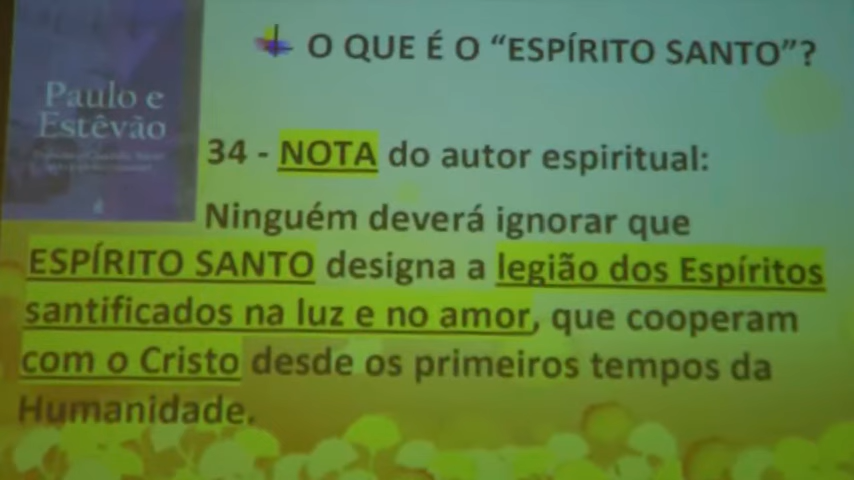 O QUE É O “ESPÍRITO SANTO”?
Paulo e
Estêvão
34 - NOTA do autor espiritual:
Ninguém deverá ignorar que
ESPÍRITO SANTO designa a legião dos Espíritos
santificados na luz e no amor, que cooperam
com o Cristo desde os primeiros tempos da
Humanidade.